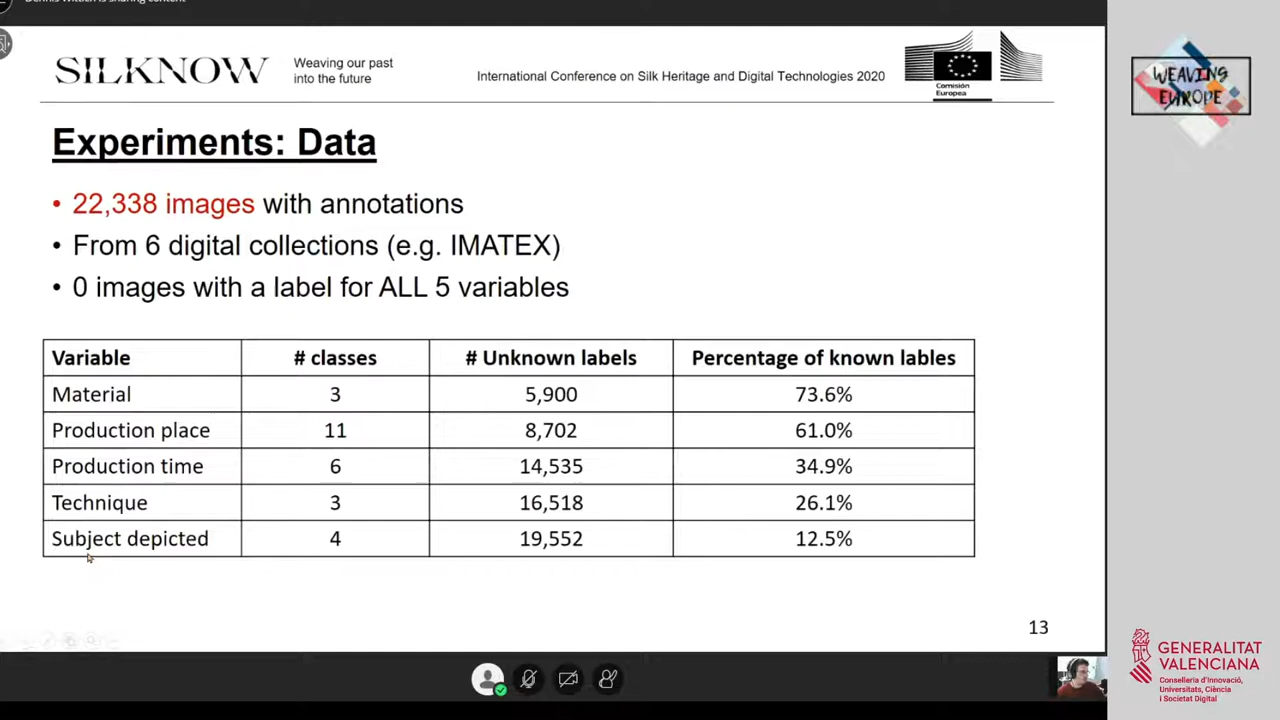 SILKNOW
Weaving our past
into the future
International Conference on Silk Heritage and Digital Technologies 2020
Comisión
Europea
WEAVING
EUROPE
Experiments: Data
• 22,338 images with annotations
• From 6 digital collections (e.g. IMATEX)
• 0 images with a label for ALL 5 variables
Variable # classes # Unknown labels Percentage of known lables
Material 3 5,900 73.6%
Production place 11 8,702 61.0%
Production time 6 14,535 34.9%
Technique 3 16,518 26.1%
Subject depicted 4 19,552 12.5%
13
GENERALITAT
VALENCIANA
Conselleria d'Innovació,
Universitats, Ciència
i Societat Digital